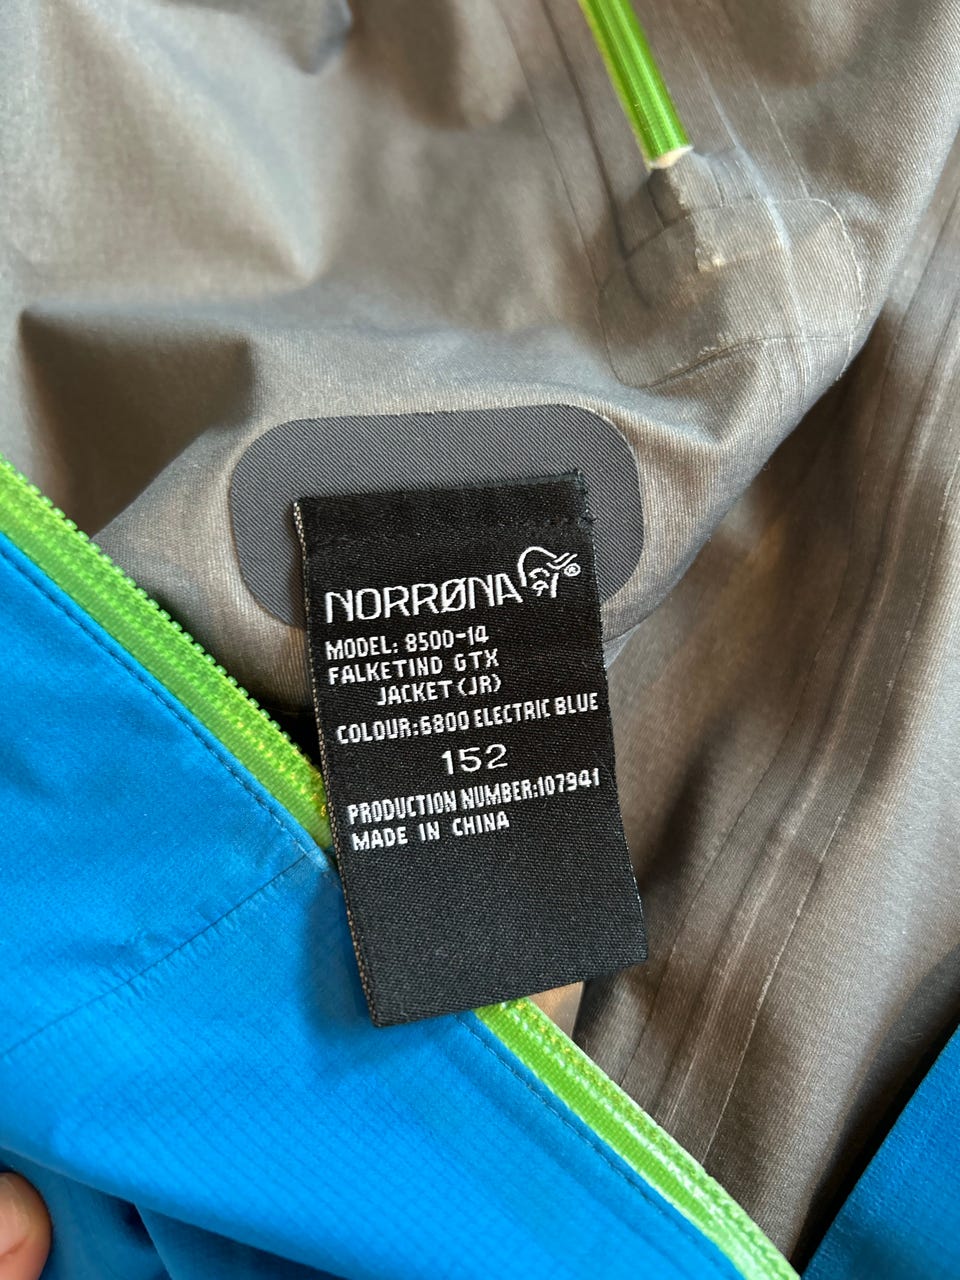 NORRØNA®
MODEL: 8500-14
FALKETIND GTX
JACKET(JR)
COLOUR:6800 ELECTRIC BLUE
152
PRODUCTION NUMBER:107941
MADE IN CHINA